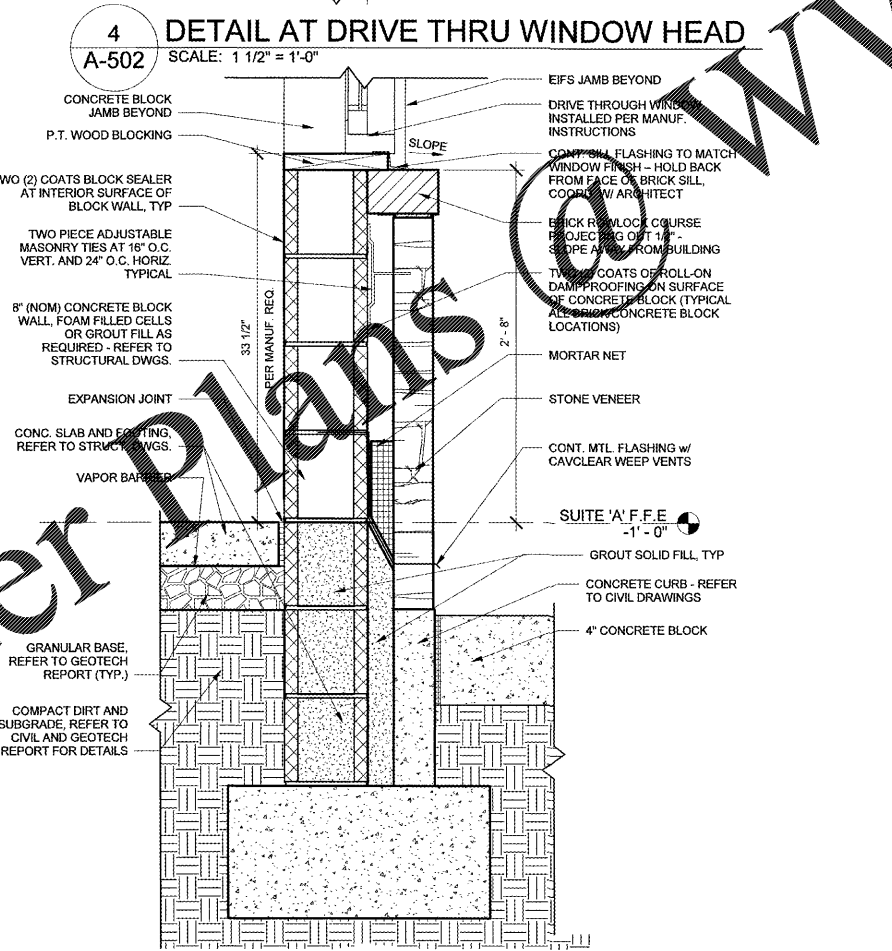 4
A-502
DETAIL AT DRIVE THRU WINDOW HEAD
SCALE: 1 1/2" = 1'-0"
CONCRETE BLOCK
JAMB BEYOND
P.T. WOOD BLOCKING
WO (2) COATS BLOCK SEALER
AT INTERIOR SURFACE OF
BLOCK WALL, TYP
TWO PIECE ADJUSTABLE
MASONRY TIES AT 16" O.C.
VERT. AND 24" O.C. HORIZ.
TYPICAL
8" (NOM) CONCRETE BLOCK
WALL, FOAM FILLED CELLS
OR GROUT FILL AS
REQUIRED - REFER TO
STRUCTURAL DWGS.
EXPANSION JOINT
CONC. SLAB AND FOOTING,
REFER TO STRUCT. DWGS.
VAPOR BARRIER
GRANULAR BASE,
REFER TO GEOTECH
REPORT (TYP.)
COMPACT DIRT AND
SUBGRADE, REFER TO
CIVIL AND GEOTECH
REPORT FOR DETAILS
33 1/2"
PER MANUF. REQ.
SLOPE
2' - 8"
EIFS JAMB BEYOND
DRIVE THROUGH WINDOW
INSTALLED PER MANUF.
INSTRUCTIONS
CONT. SILL FLASHING TO MATCH
WINDOW FINISH – HOLD BACK
FROM FACE OF BRICK SILL,
COORD. W/ ARCHITECT
BRICK ROWLOCK COURSE
PROJECTING OUT 1/2" -
SLOPE AWAY FROM BUILDING
TWO (2) COATS OF ROLL-ON
DAMPPROOFING ON SURFACE
OF CONCRETE BLOCK (TYPICAL
ALL BRICK/CONCRETE BLOCK
LOCATIONS)
MORTAR NET
STONE VENEER
CONT. MTL. FLASHING w/
CAVCLEAR WEEP VENTS
SUITE 'A' F.F.E
-1' - 0"
GROUT SOLID FILL, TYP
CONCRETE CURB - REFER
TO CIVIL DRAWINGS
4" CONCRETE BLOCK
er Plans @ w